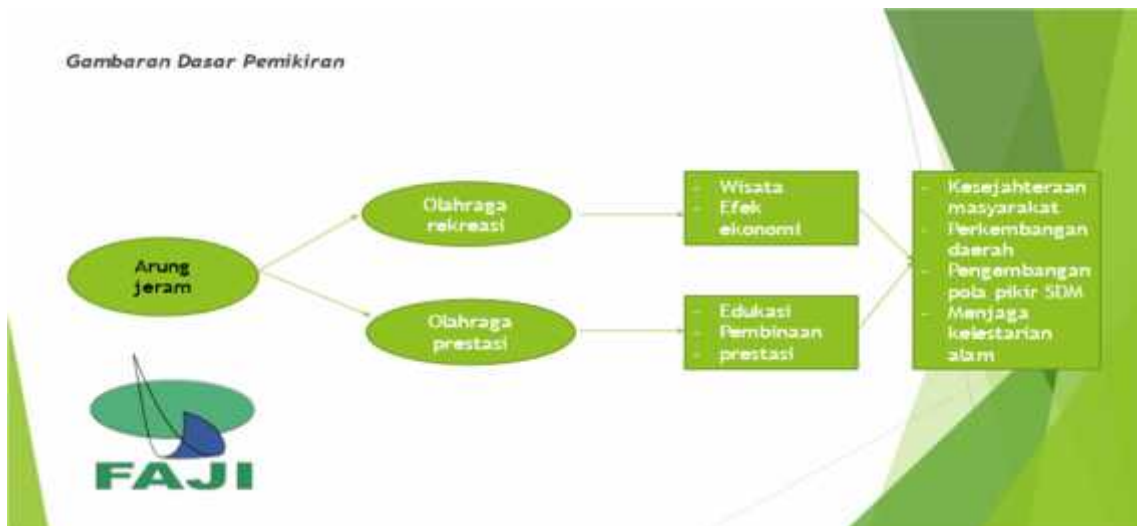 Gambaran Dasar Pemikiran
Arung
jeram
Olahraga
rekreasi
Olahraga
prestasi
- Wisata
- Efek
ekonomi
- Edukasi
- Pembinaan
- prestasi
- Kesejahteraan
masyarakat
- Perkembangan
daerah
- Pengembangan
pola pikir SDM
- Menjaga
kelestarian
alam
FAJI